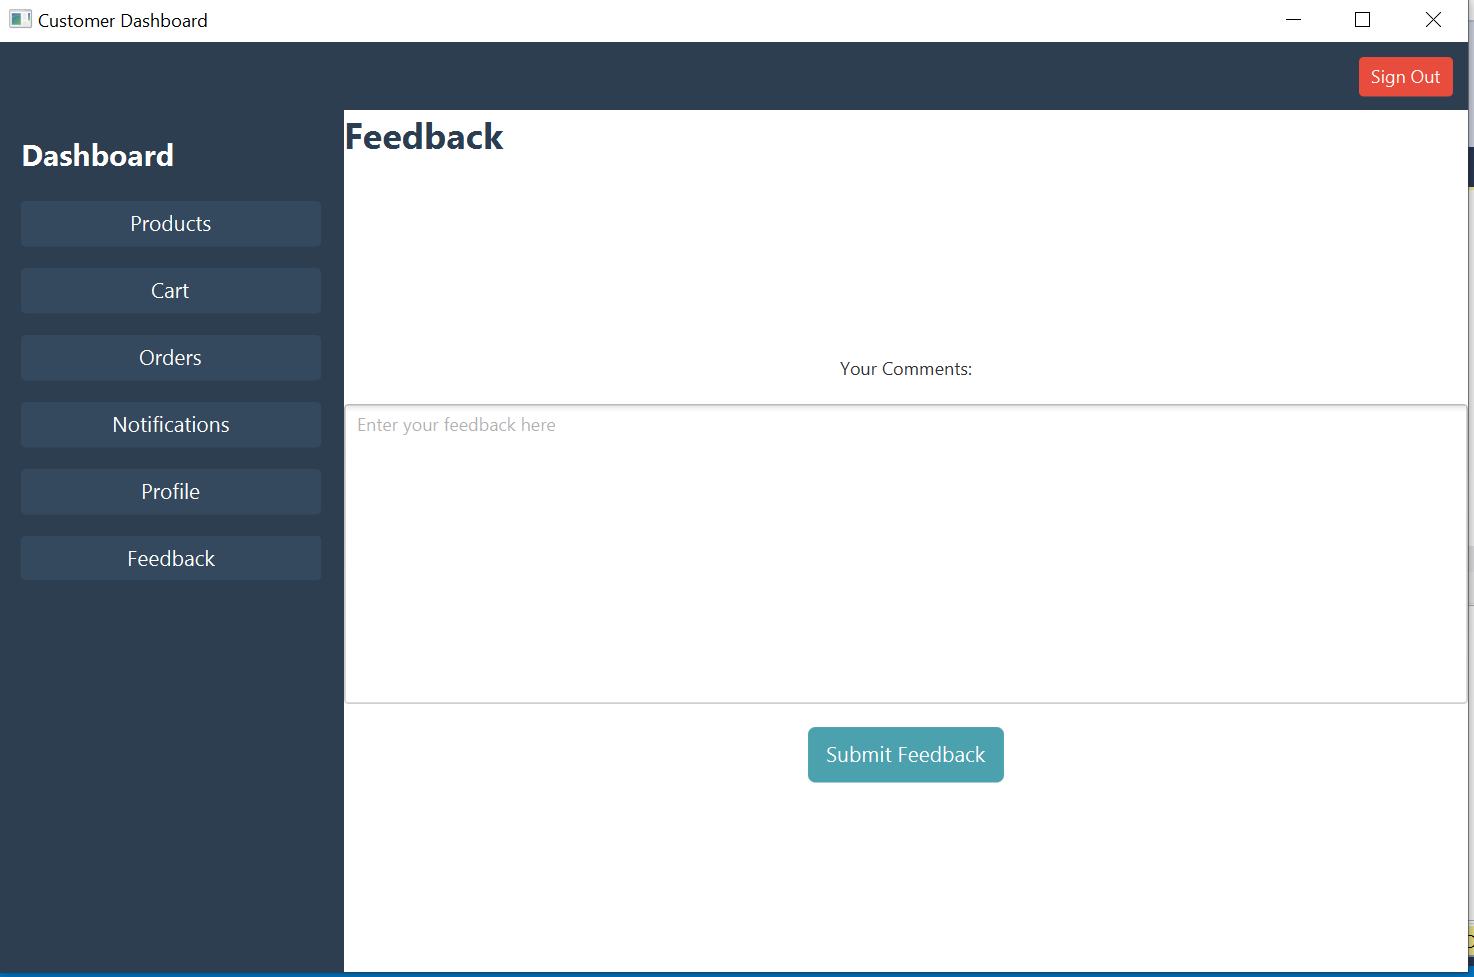 Customer Dashboard
Sign Out
Dashboard
Products
Cart
Orders
Notifications
Profile
Feedback
Feedback
Your Comments:
Enter your feedback here
Submit Feedback